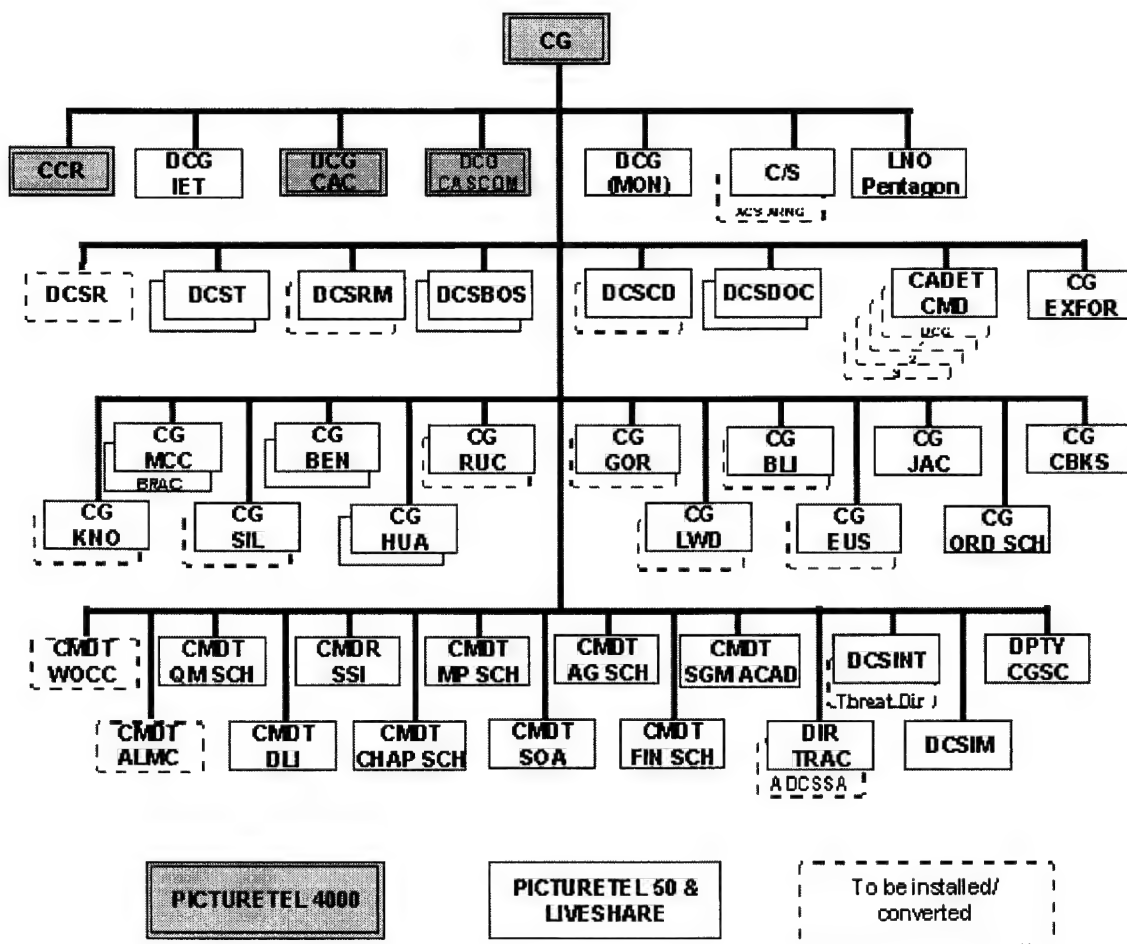 CG
CCR
DCG
IET
DCG
CAC
DCG
CASCOM
DCG
(MON)
C/S
ACS ARNG
LNO
Pentagon
DCSR
DCST
DCSRM
DCSBOS
DCSCD
DCSDOC
CADET
CMD
DCG
2
CG
EXFOR
CG
MCC
BRAC
CG
BEN
CG
RUC
CG
GOR
CG
BLI
CG
JAC
CG
CBKS
CG
KNO
CG
SIL
CG
HUA
CG
LWD
CG
EUS
CG
ORD SCH
CMDT
WOCC
CMDT
QM SCH
CMDR
SSI
CMDT
MP SCH
CMDT
AG SCH
CMDT
SGM ACAD
DCSINT
Threat Dir
DPTY
CGSC
CMDT
ALMC
CMDT
DLI
CMDT
CHAP SCH
CMDT
SOA
CMDT
FIN SCH
DIR
TRAC
ADCSSA
DCSIM
PICTURETEL 4000
PICTURETEL 50 &
LIVESHARE
To be installed/
converted